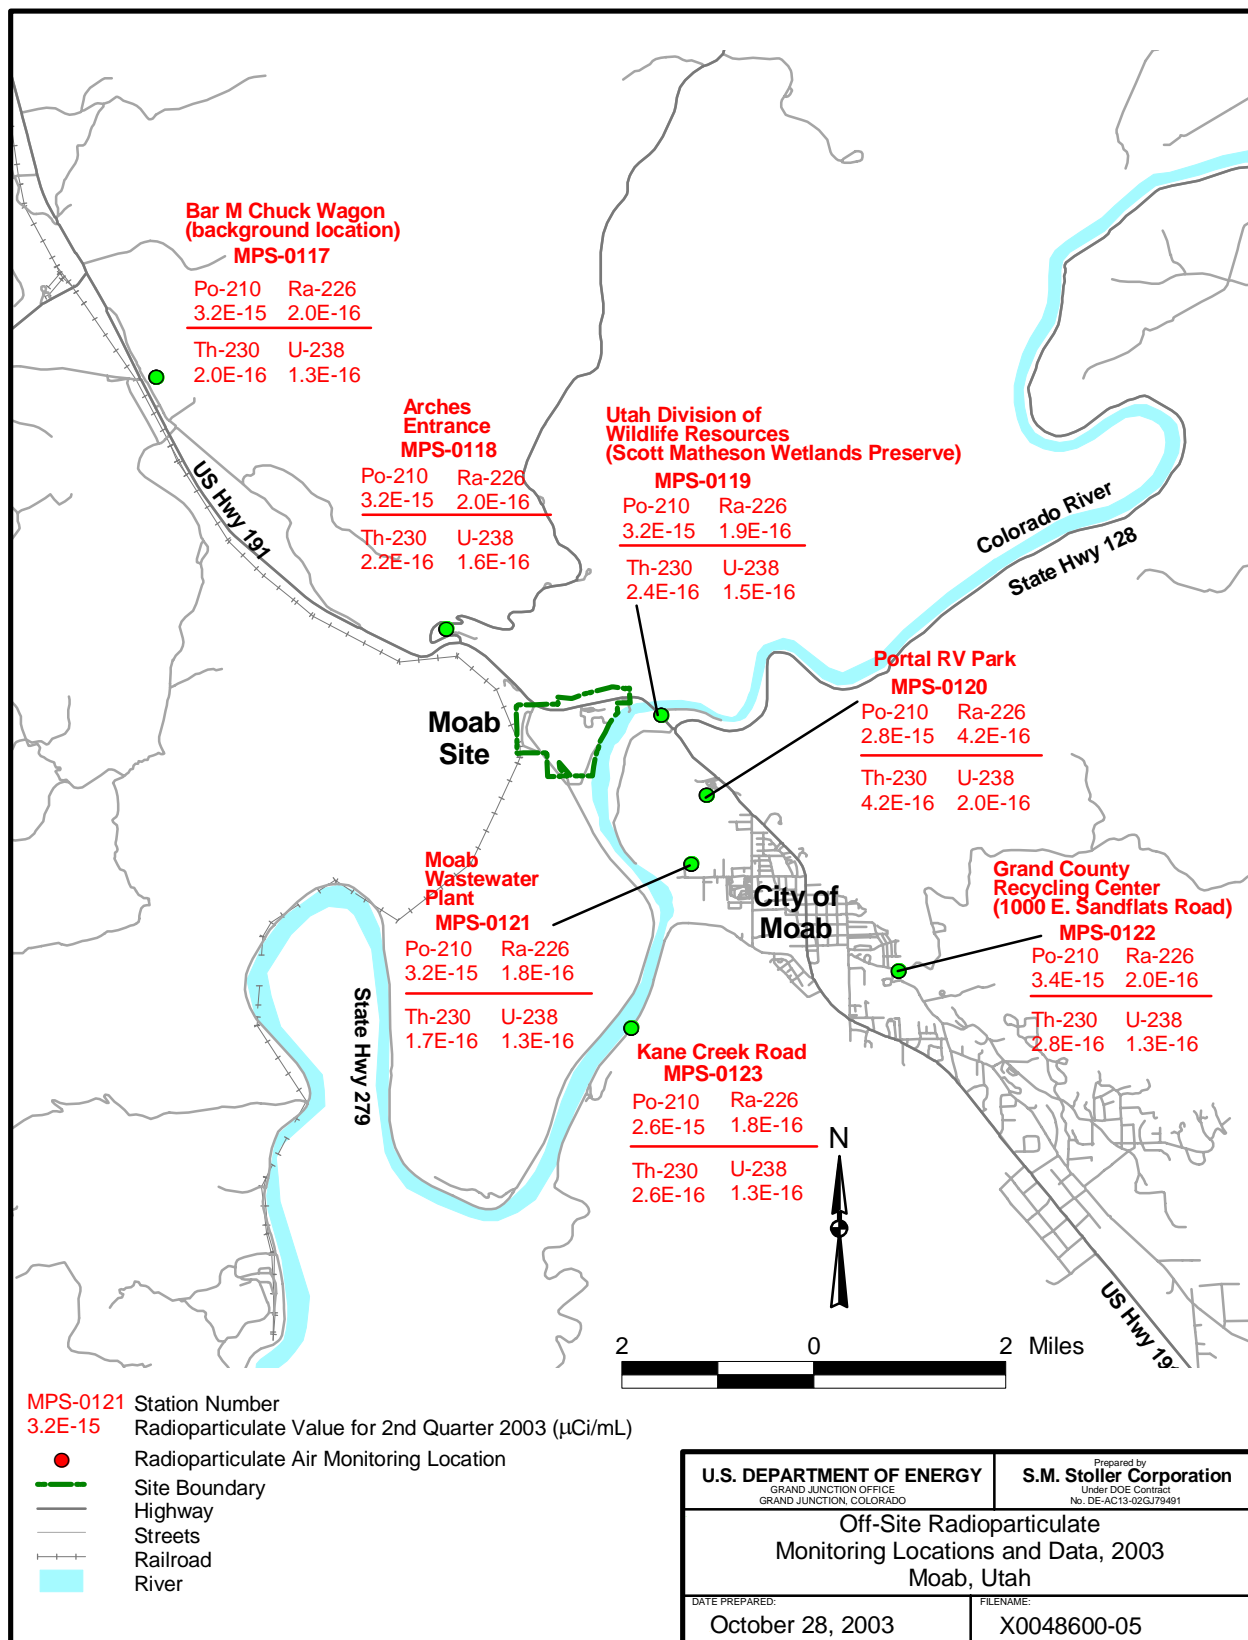 Bar M Chuck Wagon
(background location)
MPS-0117
Po-210 Ra-226
3.2E-15 2.0E-16
Th-230 U-238
2.0E-16 1.3E-16
Arches
Entrance
MPS-0118
Po-210 Ra-226
3.2E-15 2.0E-16
Th-230 U-238
2.2E-16 1.6E-16
Utah Division of
Wildlife Resources
(Scott Matheson Wetlands Preserve)
MPS-0119
Po-210 Ra-226
3.2E-15 1.9E-16
Th-230 U-238
2.4E-16 1.5E-16
US Hwy 191
Colorado River
State Hwy 128
Portal RV Park
MPS-0120
Po-210 Ra-226
2.8E-15 4.2E-16
Th-230 U-238
4.2E-16 2.0E-16
Moab
Site
Moab
Wastewater
Plant
MPS-0121
Po-210 Ra-226
3.2E-15 1.8E-16
Th-230 U-238
1.7E-16 1.3E-16
City of
Moab
Grand County
Recycling Center
(1000 E. Sandflats Road)
MPS-0122
Po-210 Ra-226
3.4E-15 2.0E-16
Th-230 U-238
2.8E-16 1.3E-16
State Hwy 279
Kane Creek Road
MPS-0123
Po-210 Ra-226
2.6E-15 1.8E-16
Th-230 U-238
2.6E-16 1.3E-16
N
US Hwy 19
2 0 2 Miles
MPS-0121 Station Number
3.2E-15 Radioparticulate Value for 2nd Quarter 2003 (μCi/mL)
Radioparticulate Air Monitoring Location
Site Boundary
Highway
Streets
Railroad
River
U.S. DEPARTMENT OF ENERGY
GRAND JUNCTION OFFICE
GRAND JUNCTION, COLORADO
Prepared by
S.M. Stoller Corporation
Under DOE Contract
No. DE-AC13-02GJ79491
Off-Site Radioparticulate
Monitoring Locations and Data, 2003
Moab, Utah
DATE PREPARED:
October 28, 2003
FILENAME:
X0048600-05